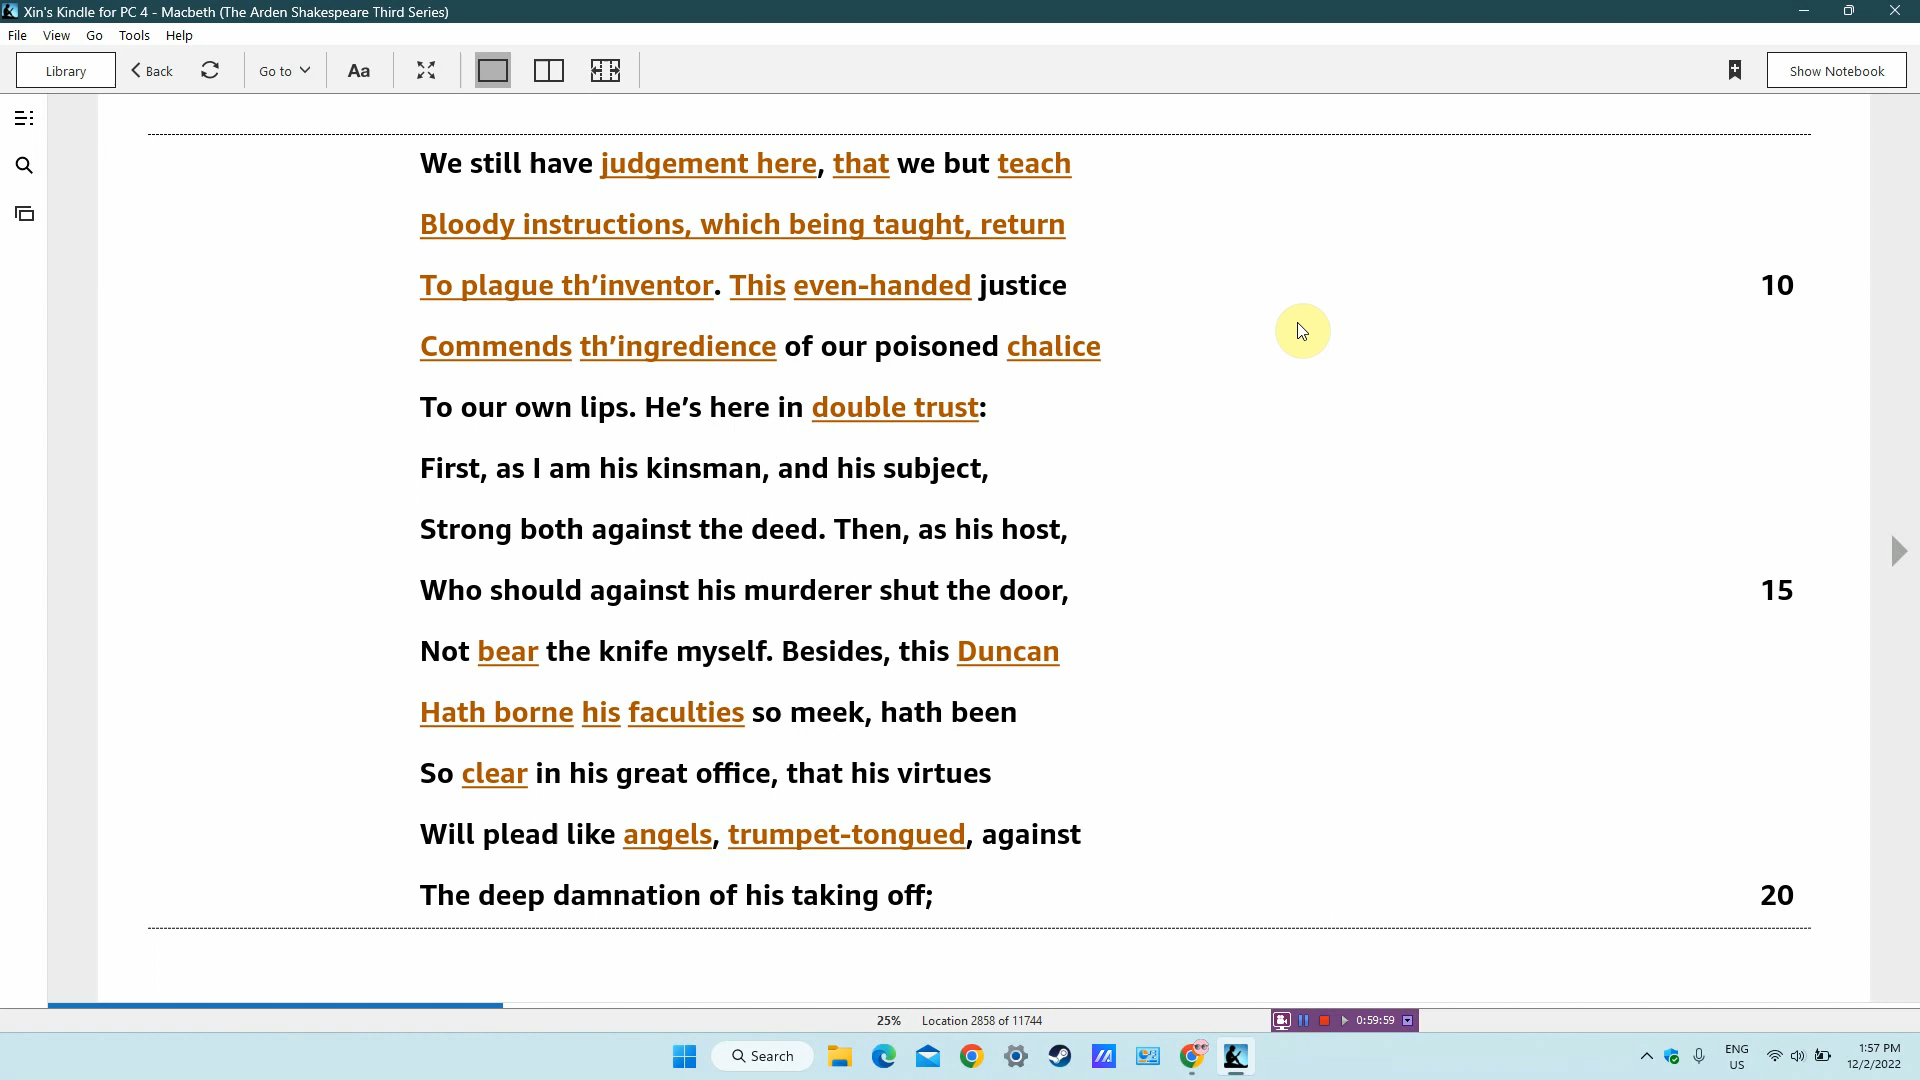 Xin's Kindle for PC 4 - Macbeth (The Arden Shakespeare Third Series)
File View Go Tools Help
Library Back Go to Aa Show Notebook
We still have judgement here, that we but teach
Bloody instructions, which being taught, return
To plague th’inventor. This even-handed justice 10
Commends th’ingredience of our poisoned chalice
To our own lips. He’s here in double trust:
First, as I am his kinsman, and his subject,
Strong both against the deed. Then, as his host,
Who should against his murderer shut the door, 15
Not bear the knife myself. Besides, this Duncan
Hath borne his faculties so meek, hath been
So clear in his great office, that his virtues
Will plead like angels, trumpet-tongued, against
The deep damnation of his taking off; 20
25% Location 2858 of 11744 0:59:59
Search ENG 1:57 PM
US 12/2/2022